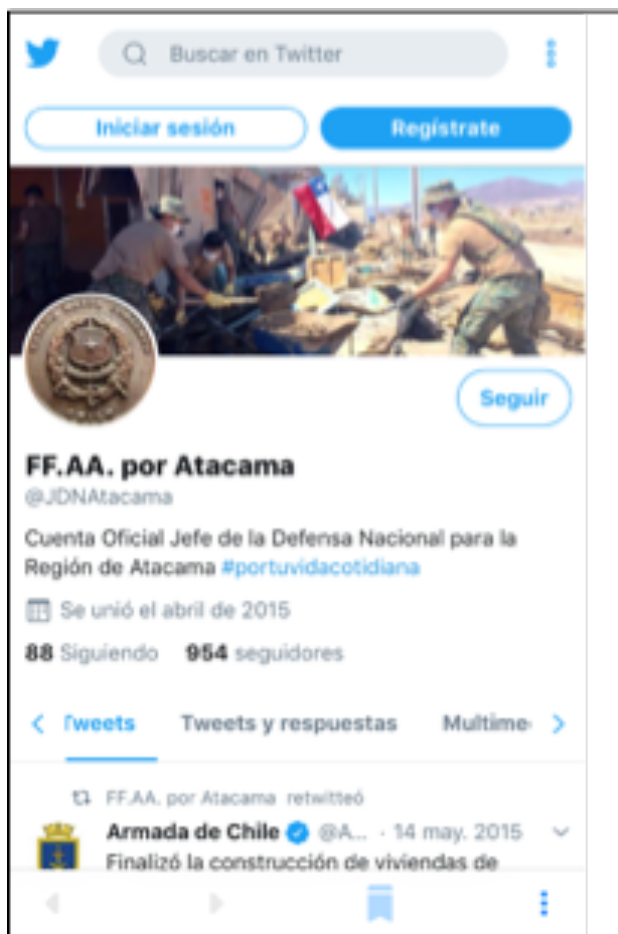 Buscar en Twitter
Iniciar sesión
Regístrate
Seguir
FF.AA. por Atacama
@JDNAtacama
Cuenta Oficial Jefe de la Defensa Nacional para la
Región de Atacama #portuvidacotidiana
Se unió el abril de 2015
88 Siguiendo 954 seguidores
Tweets Tweets y respuestas Multime
FF.AA. por Atacama retwitteó
Armada de Chile @A... · 14 may. 2015
Finalizó la construcción de viviendas de